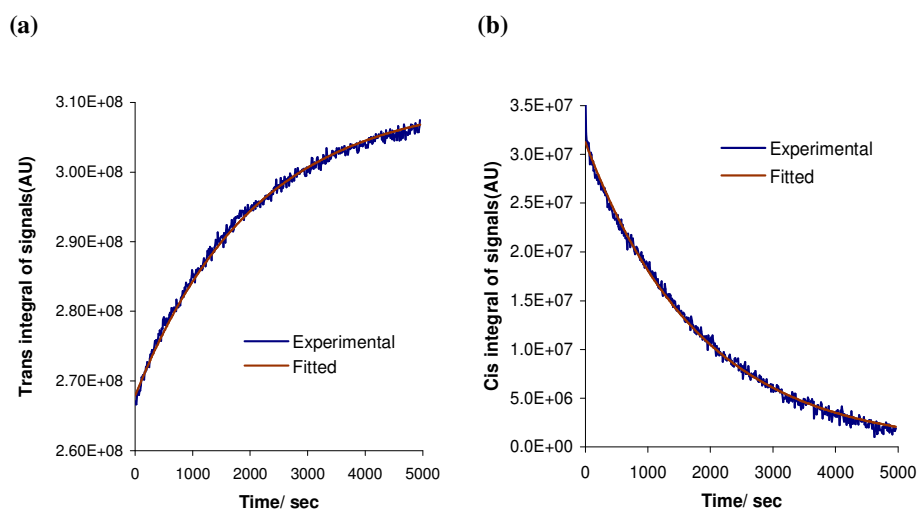 (a)
Trans integral of signals(AU)
3.10E+08
3.00E+08
2.90E+08
2.80E+08
2.70E+08
2.60E+08
Experimental
Fitted
0 1000 2000 3000 4000 5000
Time/ sec
(b)
Cis integral of signals(AU)
3.5E+07
3.0E+07
2.5E+07
2.0E+07
1.5E+07
1.0E+07
5.0E+06
0.0E+00
Experimental
Fitted
0 1000 2000 3000 4000 5000
Time/ sec